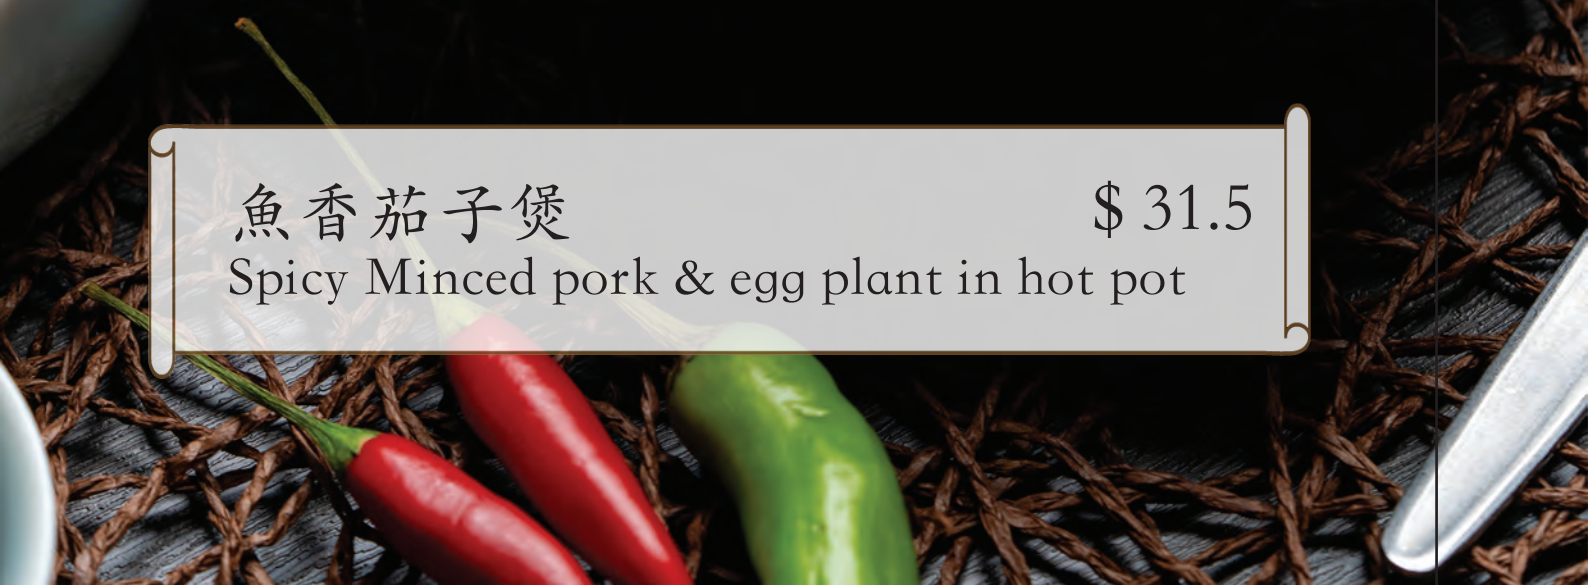 魚香茄子煲 $ 31.5
Spicy Minced pork & egg plant in hot pot